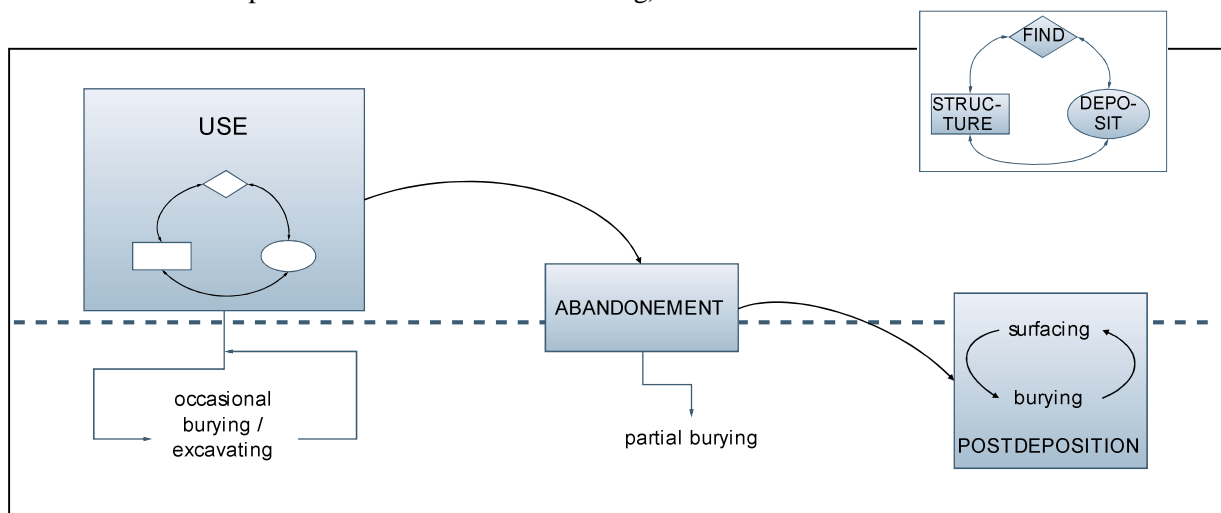 FIND
STRUC-
TURE
DEPO-
SIT
USE
ABANDONEMENT
surfacing
burying
POSTDEPOSITION
occasional
burying /
excavating
partial burying